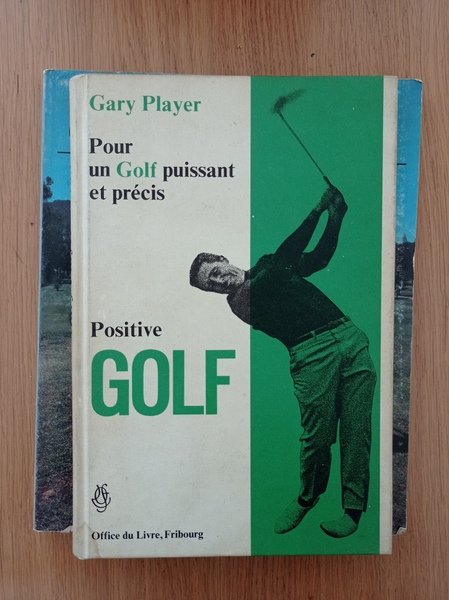 Gary Player
Pour
un Golf puissant
et précis
Positive
GOLF
Office du Livre, Fribourg